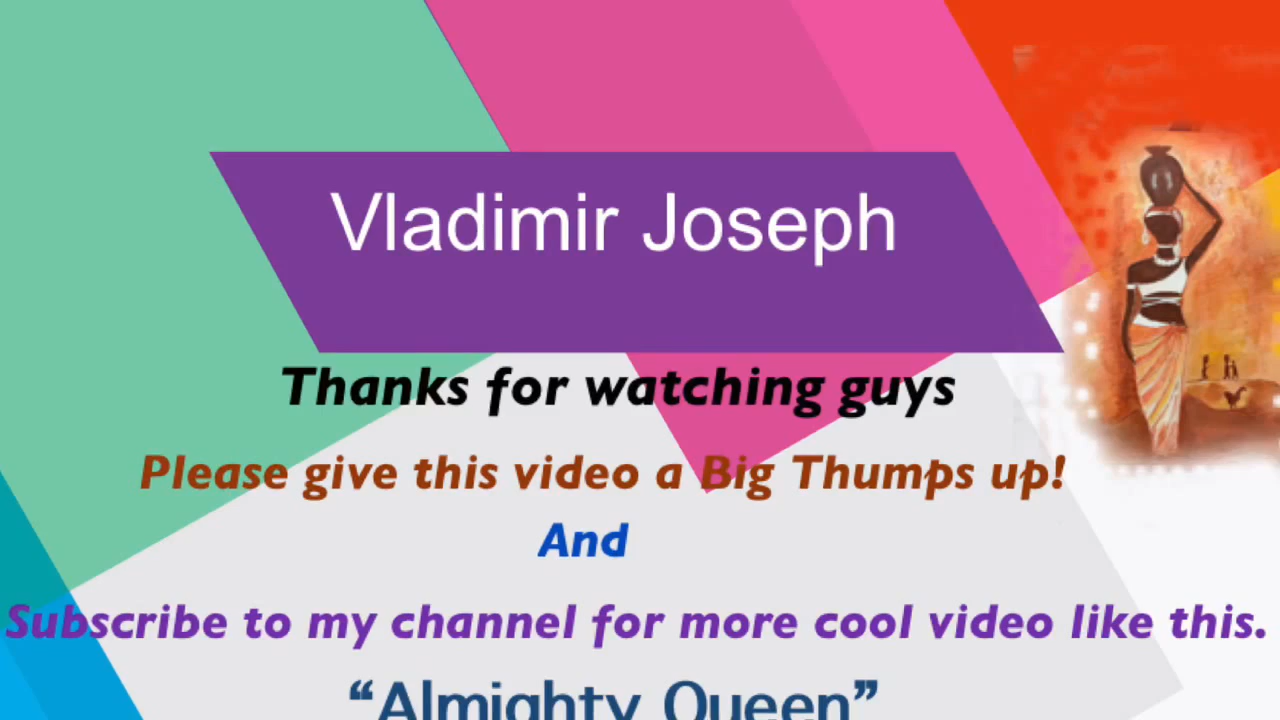 Vladimir Joseph
Thanks for watching guys
Please give this video a Big Thumps up!
And
Subscribe to my channel for more cool video like this.
“Almighty Queen”